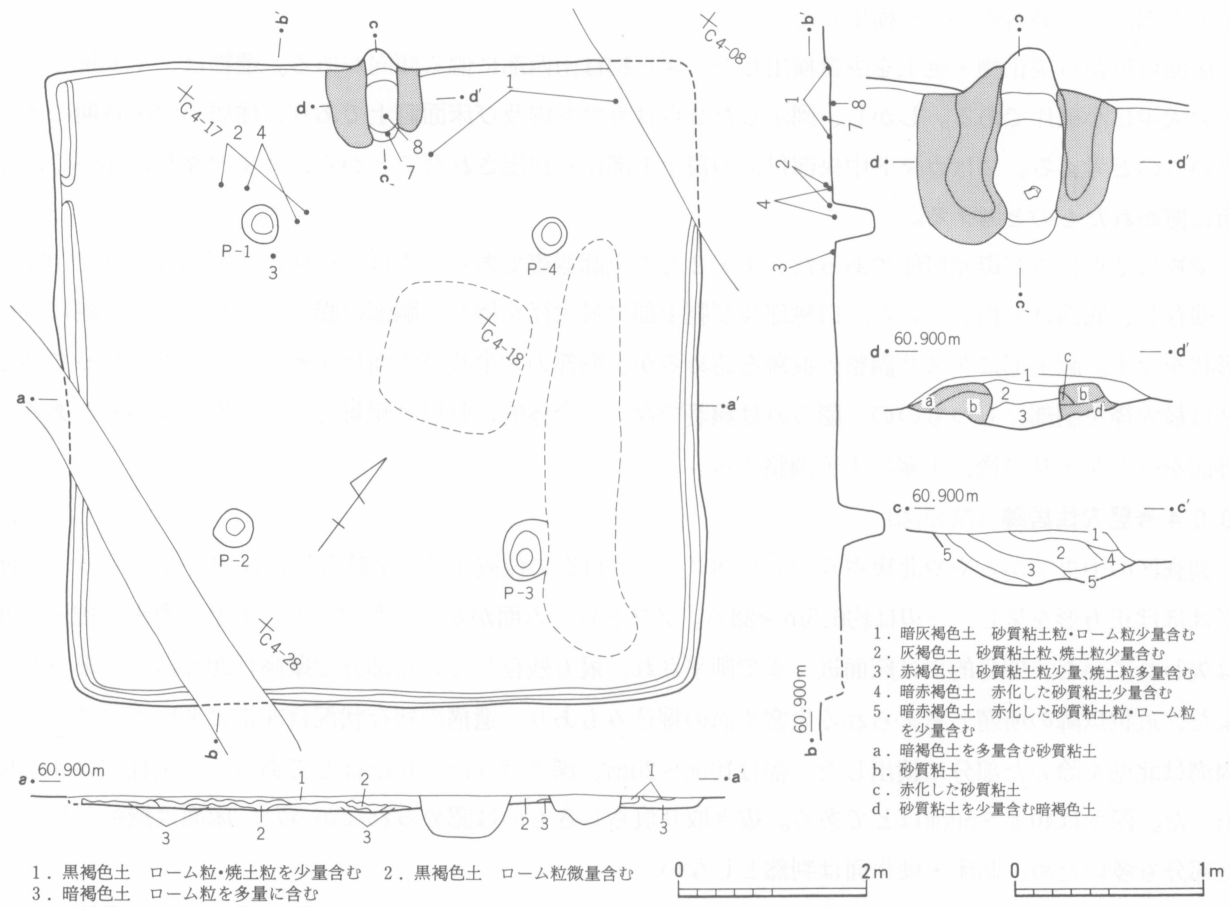 b
c
C4-08
1
d
d'
C4-17
2 4
8
7
c'
P-1
3
P-4
C4-18
a
a'
P-2
P-3
C4-28
b
a 60.900m a'
1 2 1
3 2 3 2 3 3
b'
1
8
7
2
4
3
b 60.900m
c
d d'
c'
d 60.900m c d'
1
a b 2 b
3 d
c 60.900m c'
1
5 2
3 4
5
1．暗灰褐色土　砂質粘土粒・ローム粒少量含む
2．灰褐色土　砂質粘土粒、焼土粒少量含む
3．赤褐色土　砂質粘土粒少量、焼土粒多量含む
4．暗赤褐色土　赤化した砂質粘土少量含む
5．暗赤褐色土　赤化した砂質粘土粒・ローム粒
を少量含む
a．暗褐色土を多量含む砂質粘土
b．砂質粘土
c．赤化した砂質粘土
d．砂質粘土を少量含む暗褐色土
1．黒褐色土　ローム粒・焼土粒を少量含む　2．黒褐色土　ローム粒微量含む
3．暗褐色土　ローム粒を多量に含む
0 2m
0 1m